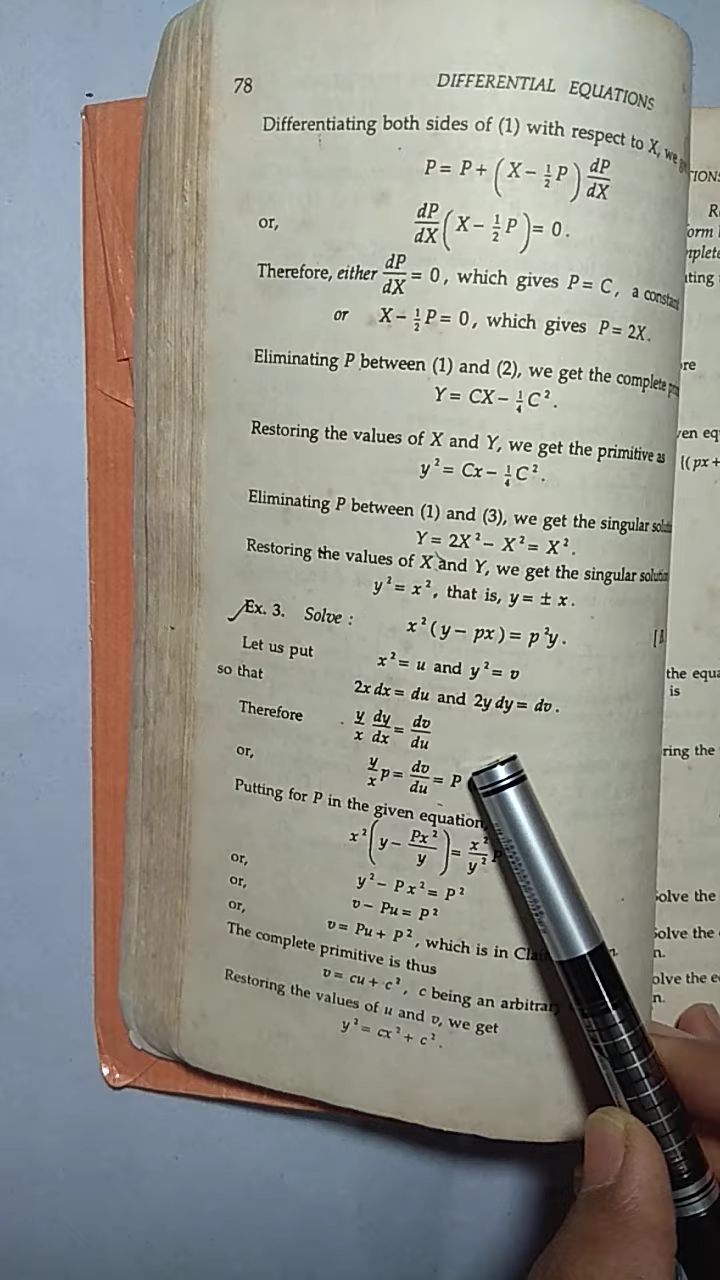 78 DIFFERENTIAL EQUATIONS
Differentiating both sides of (1) with respect to X, we
P = P + (X − ½P) dP/dX
or, dP/dX (X − ½P) = 0.
Therefore, either dP/dX = 0, which gives P = C, a constant
or X − ½P = 0, which gives P = 2X.
Eliminating P between (1) and (2), we get the complete
Y = CX − ¼C².
Restoring the values of X and Y, we get the primitive as
y² = Cx − ¼C².
Eliminating P between (1) and (3), we get the singular
Y = 2X² − X² = X².
Restoring the values of X and Y, we get the singular solution
y² = x², that is, y = ± x.
Ex. 3. Solve : x²(y − px) = p²y.
Let us put x² = u and y² = v
so that 2x dx = du and 2y dy = dv.
Therefore y/x dy/dx = dv/du
or, y/x p = dv/du = P
Putting for P in the given equation,
x²(y − Px²/y) = x²/y²
or, y² − Px² = P²
or, v − Pu = P²
or, v = Pu + P², which is in
The complete primitive is thus
v = cu + c², c being an
Restoring the values of u and v, we get
y² = cx² + c².
R
re
[(px +
the equa
is
ring the
olve the
olve the
n.
olve the e
n.